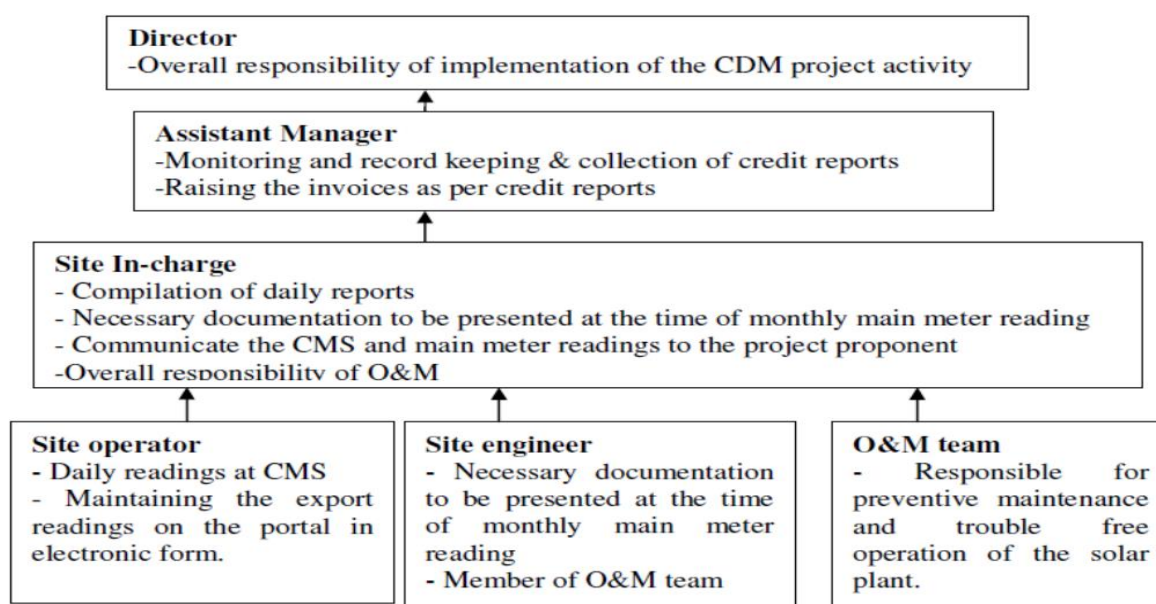 Director
-Overall responsibility of implementation of the CDM project activity
Assistant Manager
-Monitoring and record keeping & collection of credit reports
-Raising the invoices as per credit reports
Site In-charge
- Compilation of daily reports
- Necessary documentation to be presented at the time of monthly main meter reading
- Communicate the CMS and main meter readings to the project proponent
-Overall responsibility of O&M
Site operator
- Daily readings at CMS
- Maintaining the export
readings on the portal in
electronic form.
Site engineer
- Necessary documentation
to be presented at the time
of monthly main meter
reading
- Member of O&M team
O&M team
- Responsible for
preventive maintenance
and trouble free
operation of the solar
plant.